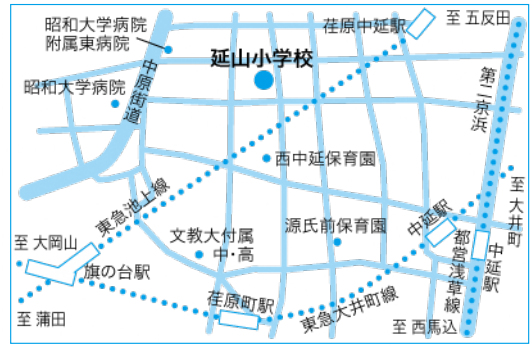 昭和大学病院
附属東病院
荏原中延駅
至 五反田
延山小学校
昭和大学病院
中原街道
第二京浜
西中延保育園
至 大井町
東急池上線
中延駅
源氏前保育園
文教大付属
中・高
至 大岡山
旗の台駅
都営浅草線
中延駅
荏原町駅
東急大井町線
至 蒲田
至 西馬込